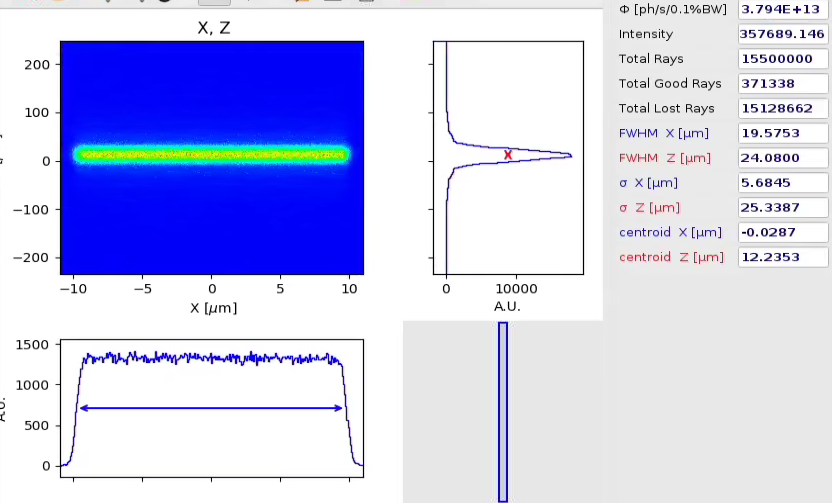 X, Z
200
100
0
−100
−200
−10
−5
0
5
10
X [μm]
0
10000
A.U.
1500
1000
500
0
A.U.
X
Φ [ph/s/0.1%BW] 3.794E+13
Intensity 357689.146
Total Rays 15500000
Total Good Rays 371338
Total Lost Rays 15128662
FWHM X [μm] 19.5753
FWHM Z [μm] 24.0800
σ X [μm] 5.6845
σ Z [μm] 25.3387
centroid X [μm] -0.0287
centroid Z [μm] 12.2353